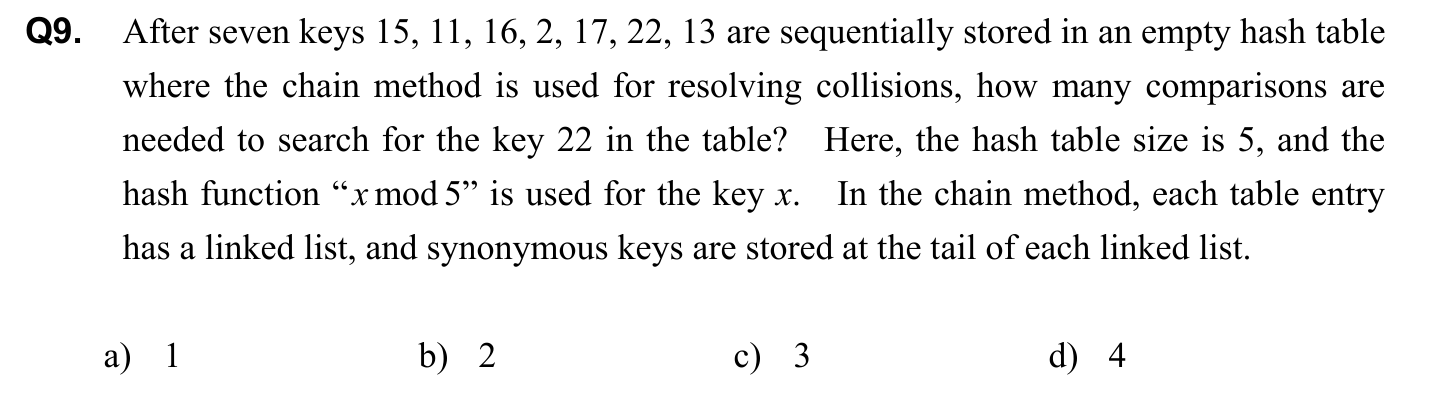 Q9. After seven keys 15, 11, 16, 2, 17, 22, 13 are sequentially stored in an empty hash table
where the chain method is used for resolving collisions, how many comparisons are
needed to search for the key 22 in the table? Here, the hash table size is 5, and the
hash function “x mod 5” is used for the key x. In the chain method, each table entry
has a linked list, and synonymous keys are stored at the tail of each linked list.
a) 1 b) 2 c) 3 d) 4